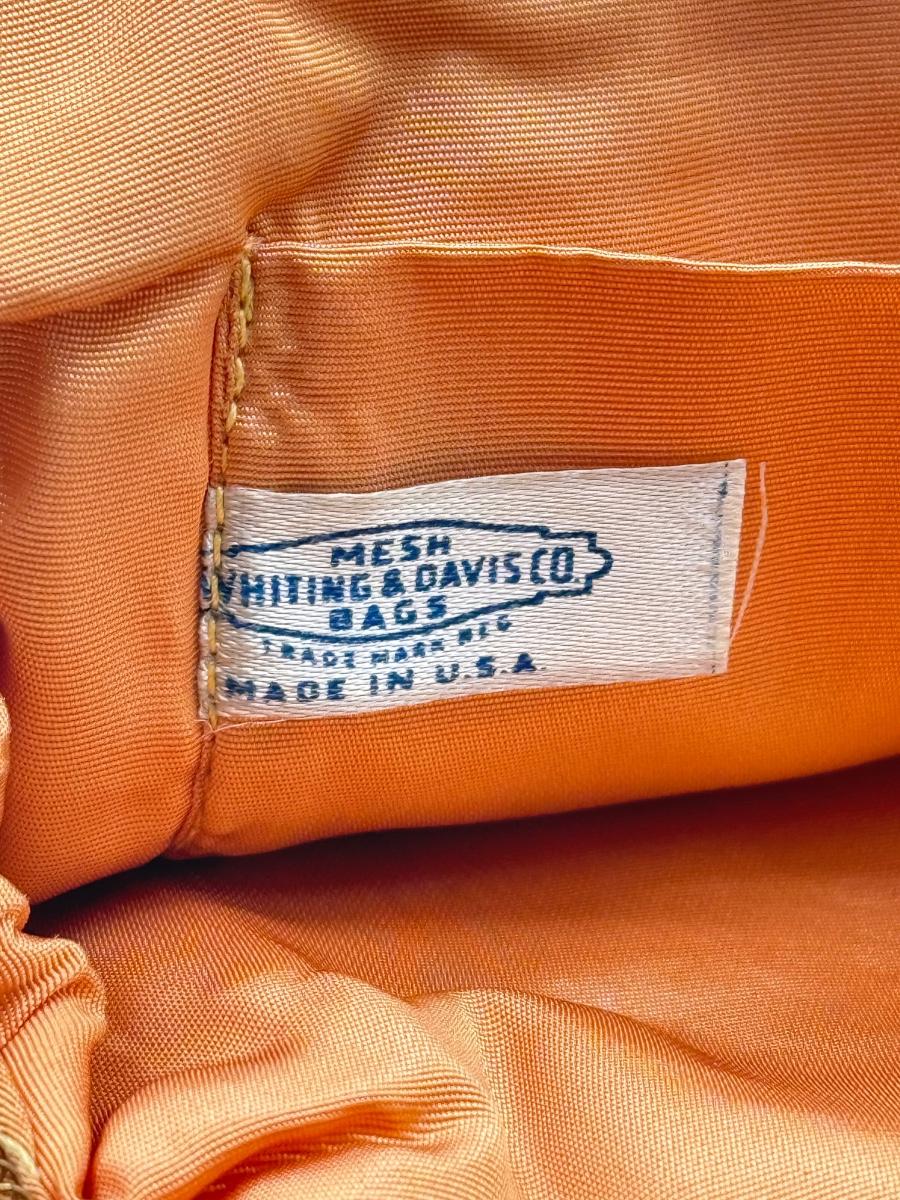 MESH
WHITING & DAVIS CO.
BAGS
TRADE MARK REG
MADE IN U.S.A.